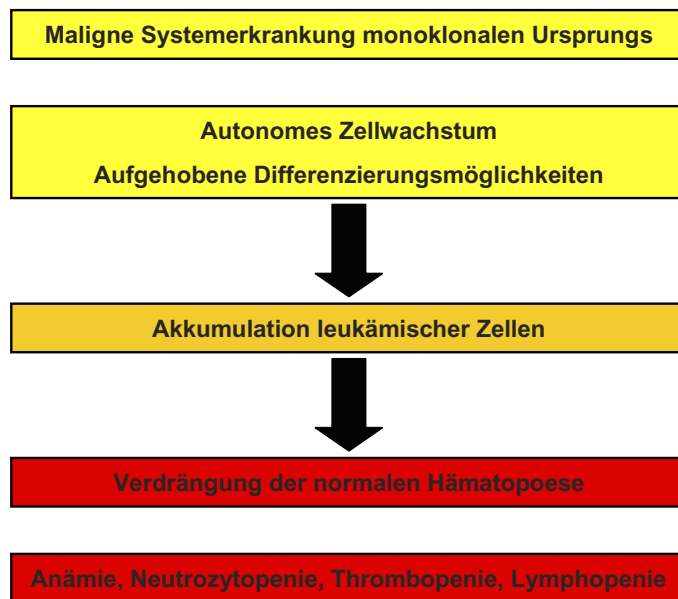 Maligne Systemerkrankung monoklonalen Ursprungs
Autonomes Zellwachstum
Aufgehobene Differenzierungsmöglichkeiten
Akkumulation leukämischer Zellen
Verdrängung der normalen Hämatopoese
Anämie, Neutrozytopenie, Thrombopenie, Lymphopenie